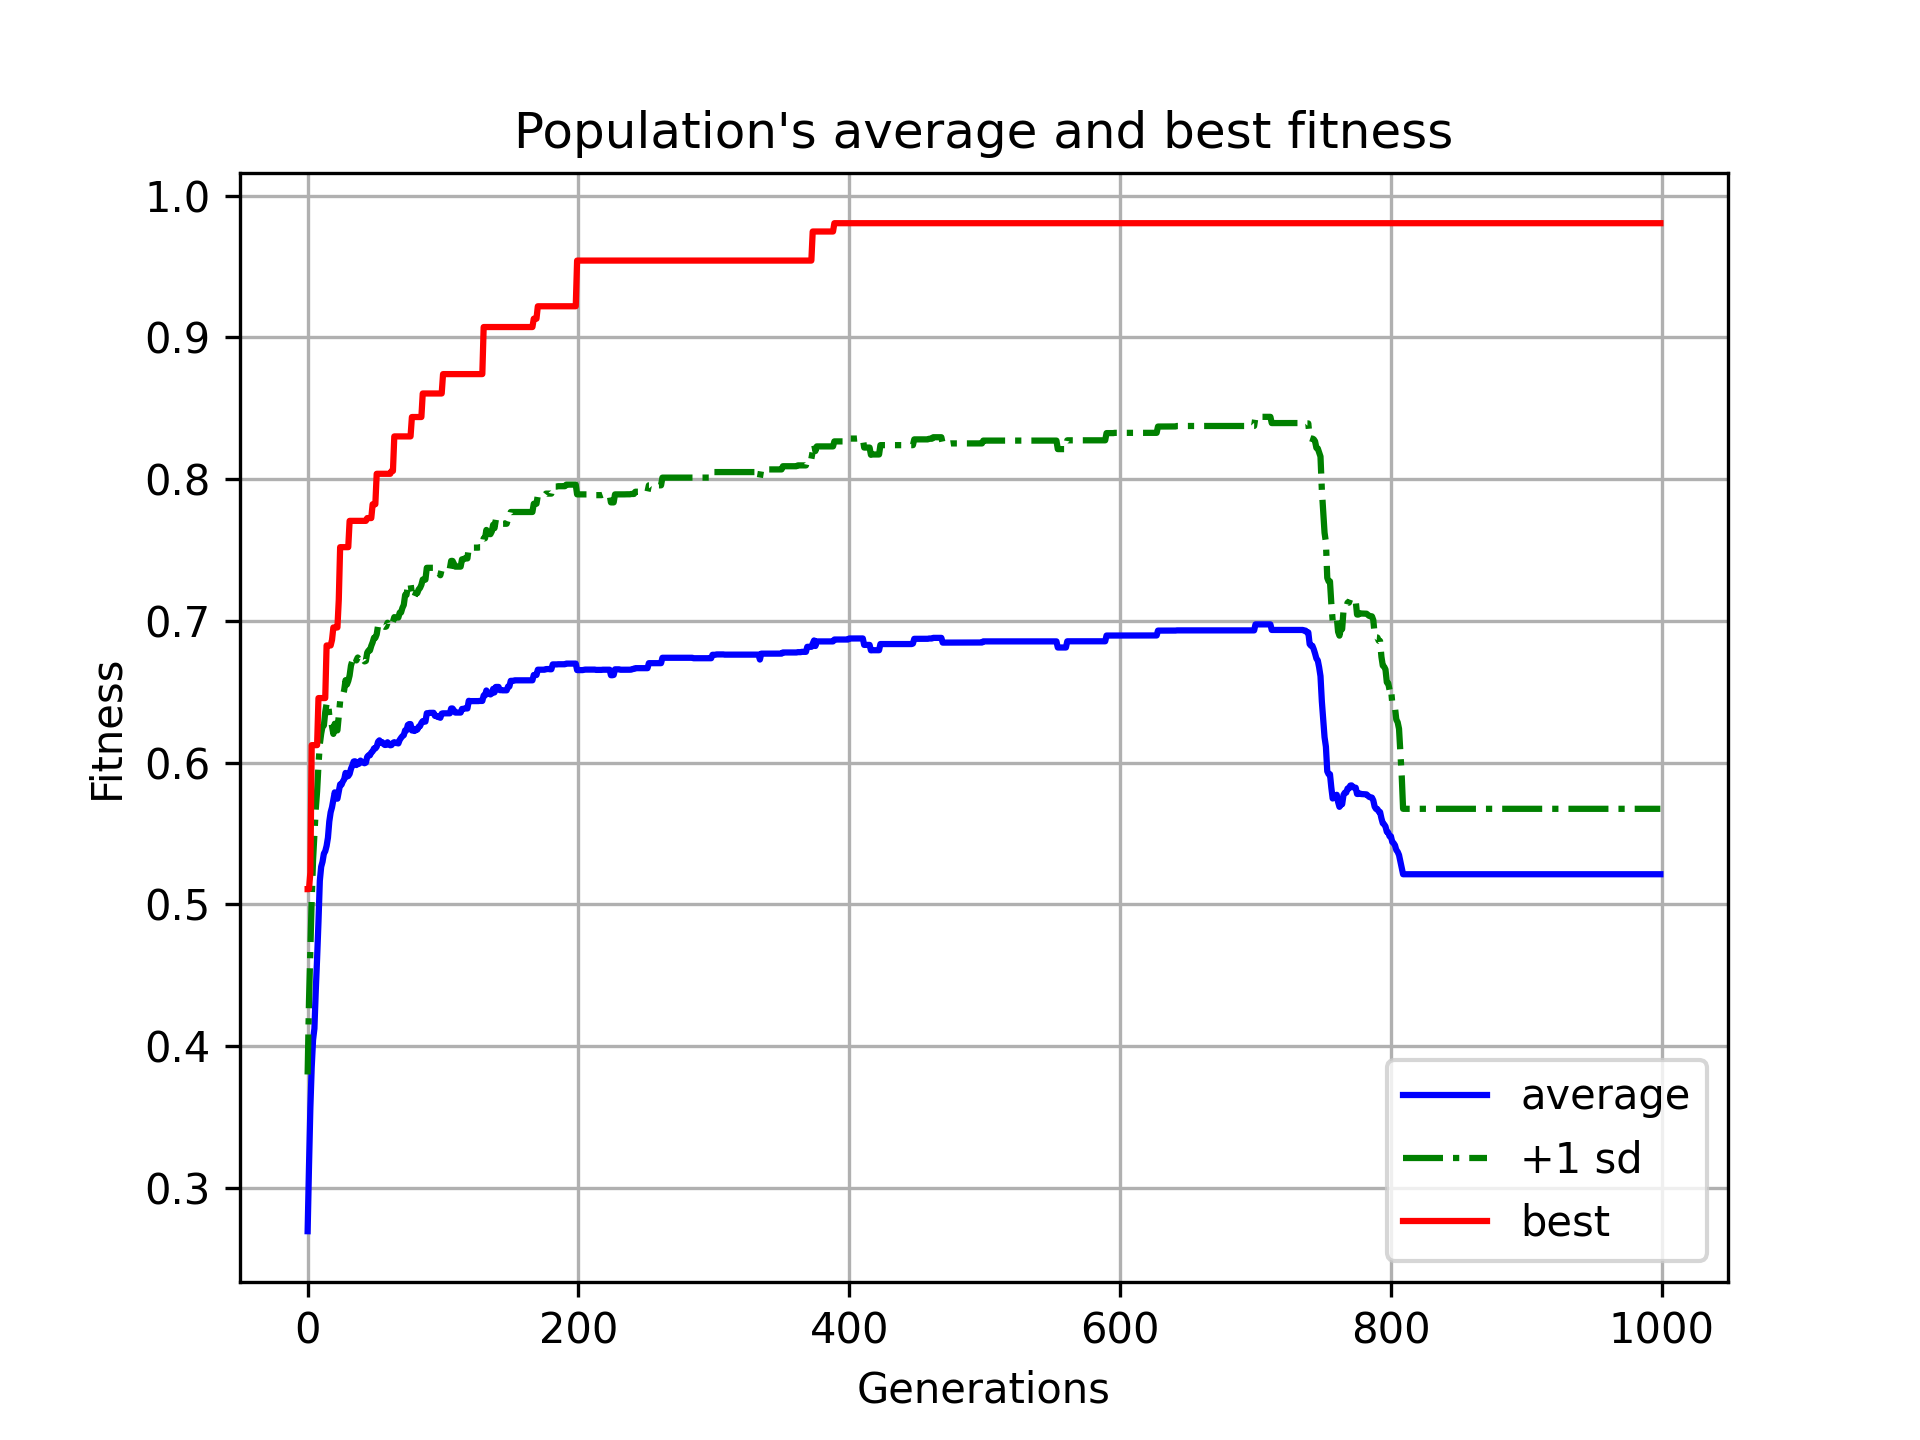 Population's average and best fitness
1.0
0.9
0.8
0.7
0.6
0.5
0.4
0.3
Fitness
average
+1 sd
best
0 200 400 600 800 1000
Generations